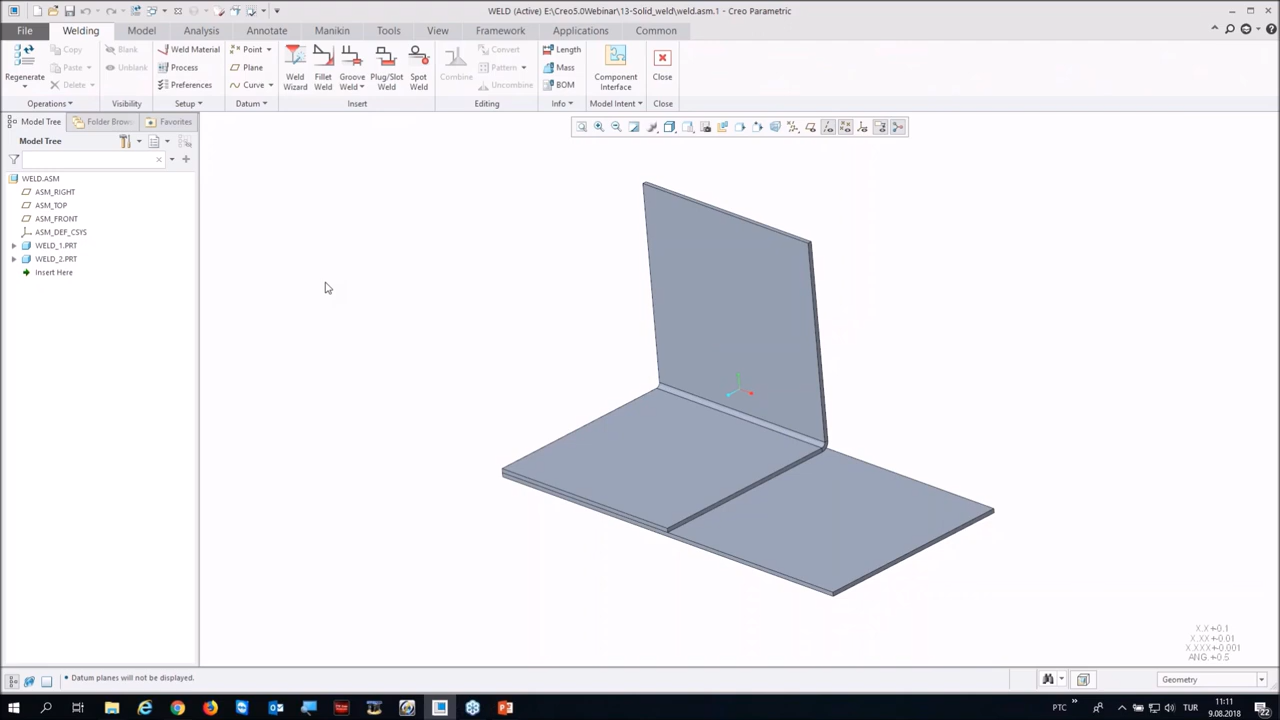 WELD (Active) E:\Creo5.0Webinar\13-Solid_weld\weld.asm.1 - Creo Parametric
File Welding Model Analysis Annotate Manikin Tools View Framework Applications Common
Regenerate
Copy
Paste
Delete
Operations
Blank
Unblank
Visibility
Weld Material
Process
Preferences
Setup
Point
Plane
Curve
Datum
Weld Wizard
Fillet Weld
Groove Weld
Plug/Slot Weld
Spot Weld
Insert
Combine
Convert
Pattern
Uncombine
Editing
Length
Mass
BOM
Info
Component Interface
Model Intent
Close
Close
Model Tree Folder Brows Favorites
Model Tree
WELD.ASM
ASM_RIGHT
ASM_TOP
ASM_FRONT
ASM_DEF_CSYS
WELD_1.PRT
WELD_2.PRT
Insert Here
X.X +-0.1
X.XX +-0.01
X.XXX +-0.001
ANG. +-0.5
Datum planes will not be displayed.
Geometry
PTC
TUR
11:11
9.08.2018
22